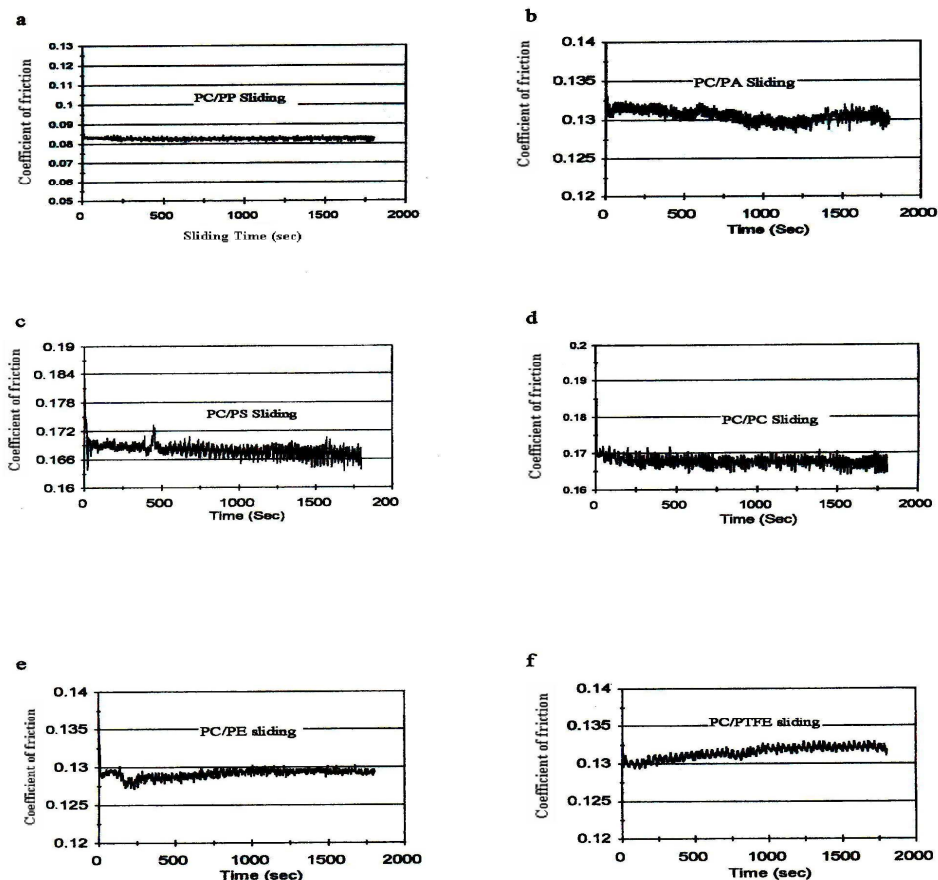 a
0.13
0.12
0.11
0.1
0.09
0.08
0.07
0.06
0.05
Coefficient of friction
PC/PP Sliding
0 500 1000 1500 2000
Sliding Time (sec)
b
0.14
0.135
0.13
0.125
0.12
Coefficient of friction
PC/PA Sliding
0 500 1000 1500 2000
Time (Sec)
c
0.19
0.184
0.178
0.172
0.166
0.16
Coefficient of friction
PC/PS Sliding
0 500 1000 1500 2000
Time (Sec)
d
0.2
0.19
0.18
0.17
0.16
Coefficient of friction
PC/PC Sliding
0 500 1000 1500 2000
Time (Sec)
e
0.14
0.135
0.13
0.125
0.12
Coefficient of friction
PC/PE sliding
0 500 1000 1500 2000
Time (sec)
f
0.14
0.135
0.13
0.125
0.12
Coefficient of friction
PC/PTFE sliding
0 500 1000 1500 2000
Time (sec)